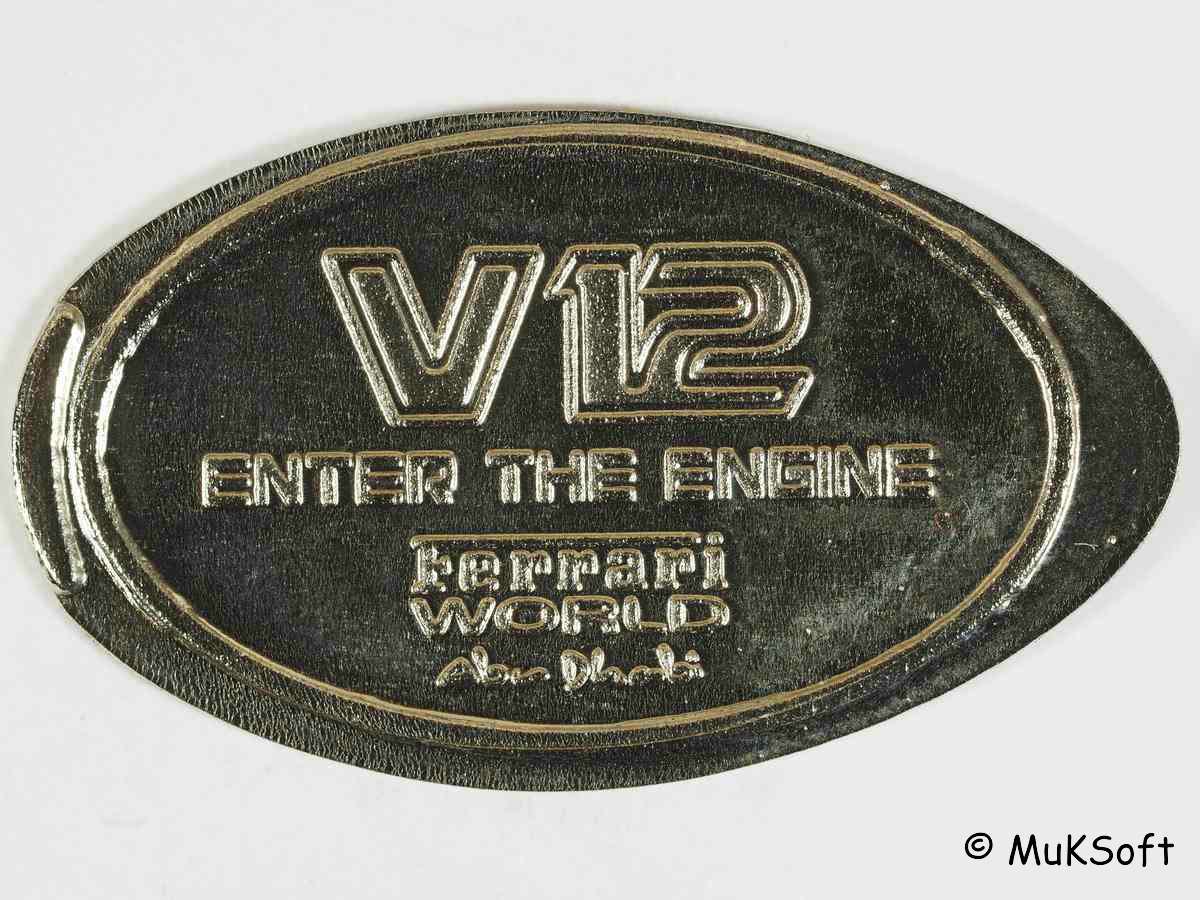 V12
ENTER THE ENGINE
Ferrari
WORLD
Abu Dhabi
© MuKSoft